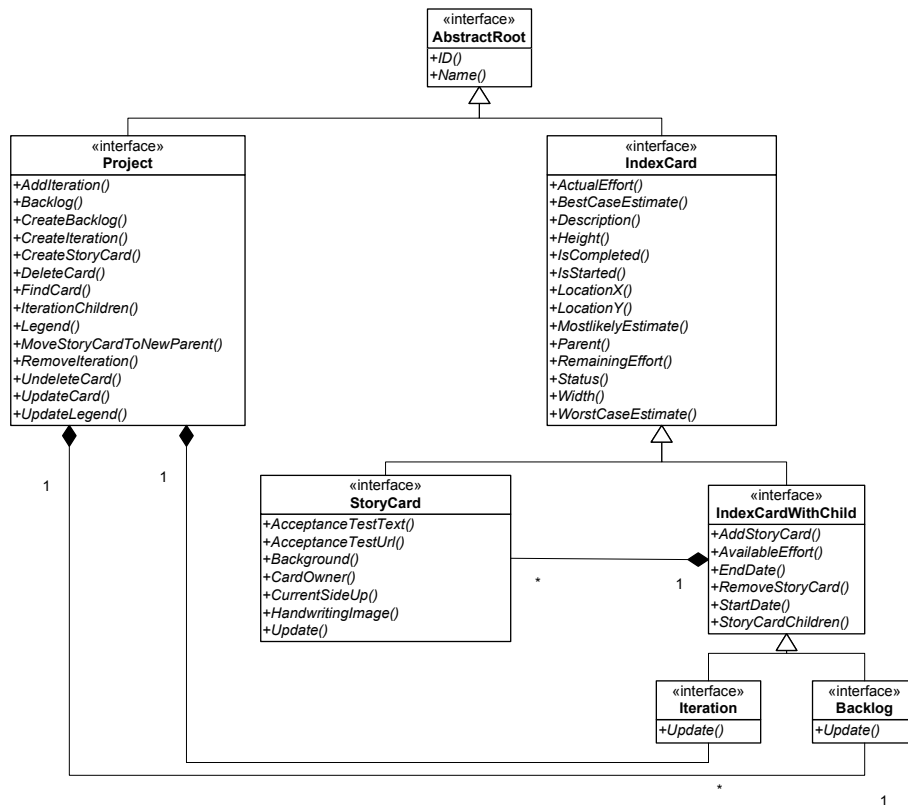 «interface»
AbstractRoot
+ID()
+Name()
«interface»
Project
+AddIteration()
+Backlog()
+CreateBacklog()
+CreateIteration()
+CreateStoryCard()
+DeleteCard()
+FindCard()
+IterationChildren()
+Legend()
+MoveStoryCardToNewParent()
+RemoveIteration()
+UndeleteCard()
+UpdateCard()
+UpdateLegend()
«interface»
IndexCard
+ActualEffort()
+BestCaseEstimate()
+Description()
+Height()
+IsCompleted()
+IsStarted()
+LocationX()
+LocationY()
+MostlikelyEstimate()
+Parent()
+RemainingEffort()
+Status()
+Width()
+WorstCaseEstimate()
1
1
«interface»
StoryCard
+AcceptanceTestText()
+AcceptanceTestUrl()
+Background()
+CardOwner()
+CurrentSideUp()
+HandwritingImage()
+Update()
*
1
«interface»
IndexCardWithChild
+AddStoryCard()
+AvailableEffort()
+EndDate()
+RemoveStoryCard()
+StartDate()
+StoryCardChildren()
«interface»
Iteration
+Update()
«interface»
Backlog
+Update()
*
1